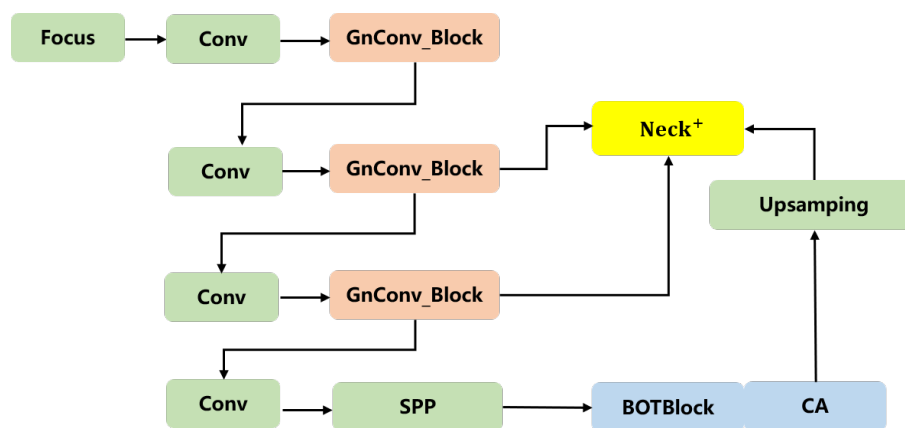 Focus
Conv
GnConv_Block
Conv
GnConv_Block
Neck⁺
Upsamping
Conv
GnConv_Block
Conv
SPP
BOTBlock
CA